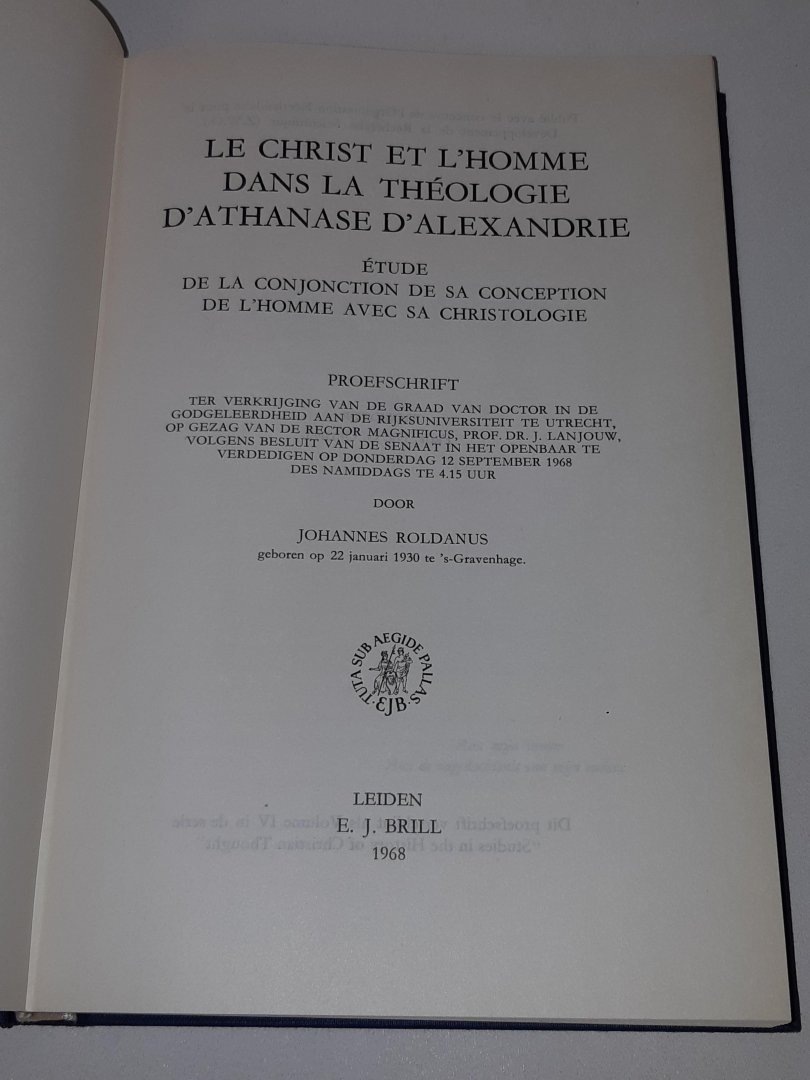 LE CHRIST ET L'HOMME
DANS LA THÉOLOGIE
D'ATHANASE D'ALEXANDRIE
ÉTUDE
DE LA CONJONCTION DE SA CONCEPTION
DE L'HOMME AVEC SA CHRISTOLOGIE
PROEFSCHRIFT
TER VERKRIJGING VAN DE GRAAD VAN DOCTOR IN DE
GODGELEERDHEID AAN DE RIJKSUNIVERSITEIT TE UTRECHT,
OP GEZAG VAN DE RECTOR MAGNIFICUS, PROF. DR. J. LANJOUW,
VOLGENS BESLUIT VAN DE SENAAT IN HET OPENBAAR TE
VERDEDIGEN OP DONDERDAG 12 SEPTEMBER 1968
DES NAMIDDAGS TE 4.15 UUR
DOOR
JOHANNES ROLDANUS
geboren op 22 januari 1930 te 's-Gravenhage.
TUTA SUB AEGIDE PALLAS
EJB
LEIDEN
E. J. BRILL
1968